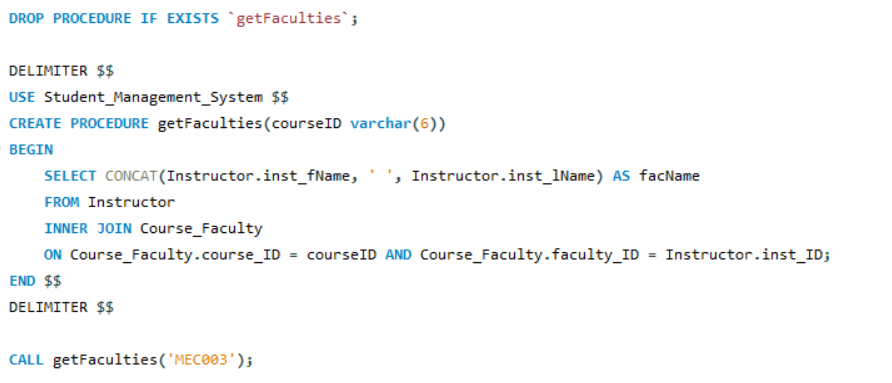 DROP PROCEDURE IF EXISTS `getFaculties`;
DELIMITER $$
USE Student_Management_System $$
CREATE PROCEDURE getFaculties(courseID varchar(6))
BEGIN
SELECT CONCAT(Instructor.inst_fName, ' ', Instructor.inst_lName) AS facName
FROM Instructor
INNER JOIN Course_Faculty
ON Course_Faculty.course_ID = courseID AND Course_Faculty.faculty_ID = Instructor.inst_ID;
END $$
DELIMITER $$
CALL getFaculties('MEC003');